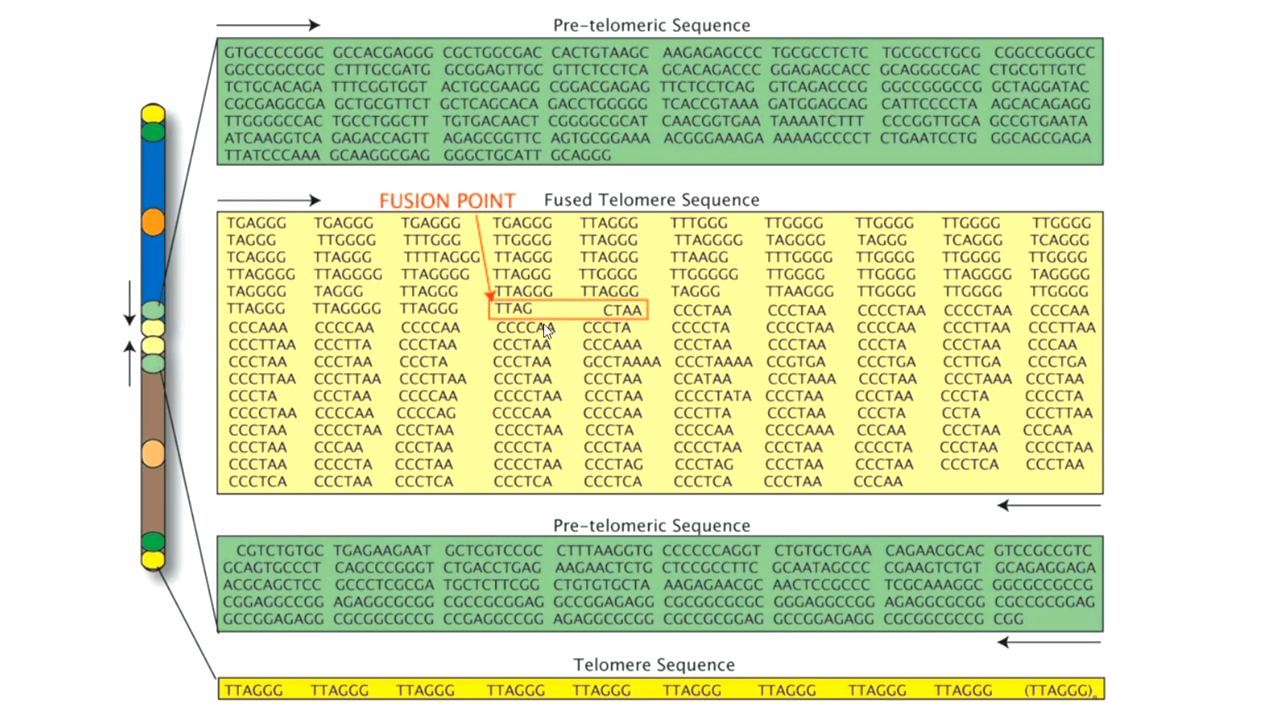 Pre-telomeric Sequence
GTGCCCCGGC GCCACGAGGG CGCTGGCGAC CACTGTAAGC AAGAGAGCCC TGCGCCTCTC TGCGCCTGCG CGGCCGGGCC
GGCCGGCCGC CTTTGCGATG GCGGAGTTGC GTTCTCCTCA GCACAGACCC GGAGAGCACC GCAGGGCGAC CTGCGTTGTC
TCTGCACAGA TTTCGGTGGT ACTGCGAAGG CGGACGAGAG TTCTCCTCAG GTCAGACCCG GGCCGGGCCG GCTAGGATAC
CGCGAGGCGA GCTGCGTTCT GCTCAGCACA GACCTGGGGG TCACCGTAAA GATGGAGCAG CATTCCCCTA AGCACAGAGG
TTGGGGCCAC TGCCTGGCTT TGTGACAACT CGGGGCGCAT CAACGGTGAA TAAAATCTTT CCCGGTTGCA GCCGTGAATA
ATCAAGGTCA GAGACCAGTT AGAGCGGTTC AGTGCGGAAA ACGGGAAAGA AAAAGCCCCT CTGAATCCTG GGCAGCGAGA
TTATCCCAAA GCAAGGCGAG GGGCTGCATT GCAGGG
FUSION POINT Fused Telomere Sequence
TGAGGG TGAGGG TGAGGG TGAGGG TTAGGG TTTGGG TTGGGG TTGGGG TTGGGG TTGGGG
TAGGG TTGGGG TTTGGG TTGGGG TTAGGG TTAGGGG TAGGGG TAGGG TCAGGG TCAGGG
TCAGGG TTAGGG TTTTAGGG TTAGGG TTAGGG TTAAGG TTTGGGG TTGGGG TTGGGG TTGGGG
TTAGGGG TTAGGGG TTAGGGG TTAGGG TTGGGG TTGGGGG TTGGGG TTGGGG TTAGGGG TAGGGG
TAGGGG TAGGG TTAGGG TTAGGG TTAGGG TAGGG TTAGGG TTAGGG TTGGGG TTGGGG
TTAGGG TTAGGGG TTAGGG TTAG CTAA CCCTAA CCCTAA CCCCTAA CCCCTAA CCCCAA
CCCAAA CCCCAA CCCCAA CCCCAA CCCTA CCCCTA CCCCTAA CCCCAA CCCTTAA CCCTTAA
CCCTTAA CCCTTA CCCTAA CCCTAA CCCAAA CCCTAA CCCTAA CCCTA CCCTAA CCCAA
CCCTAA CCCTAA CCCTA CCCTAA GCCTAAAA CCCTAAAA CCGTGA CCCTGA CCTTGA CCCTGA
CCCTTAA CCCTTAA CCCTTAA CCCTAA CCCTAA CCATAA CCCTAAA CCCTAA CCCTAAA CCCTAA
CCCTA CCCTAA CCCCAA CCCCTAA CCCTAA CCCCTATA CCCTAA CCCTAA CCCTA CCCCTA
CCCCTAA CCCCAA CCCCAG CCCCAA CCCCAA CCCTTA CCCTAA CCCTA CCTA CCCTTAA
CCCTAA CCCCTAA CCCTAA CCCCTAA CCCTA CCCCAA CCCCAAA CCCAA CCCTAA CCCAA
CCCTAA CCCAA CCCTAA CCCCTA CCCTAA CCCCTAA CCCTAA CCCCTA CCCTAA CCCCTAA
CCCTAA CCCCTA CCCTAA CCCCTAA CCCTAG CCCTAG CCCTAA CCCTAA CCCTCA CCCTAA
CCCTCA CCCTAA CCCTCA CCCTCA CCCTCA CCCTCA CCCTAA CCCAA
Pre-telomeric Sequence
CGTCTGTGC TGAGAAGAAT GCTCGTCCGC CTTTAAGGTG CCCCCCAGGT CTGTGCTGAA CAGAACGCAC GTCCGCCGTC
GCAGTGCCCT CAGCCCGGGT CTGACCTGAG AAGAACTCTG CTCCGCCTTC GCAATAGCCC CGAAGTCTGT GCAGAGGAGA
ACGCAGCTCC GCCCTCGCGA TGCTCTTCGG CTGTGTGCTA AAGAGAACGC AACTCCGCCC TCGCAAAGGC GGCGCCGCCG
CGGAGGCCGG AGAGGCGCGG CGCCGCGGAG GCCGGAGAGG CGCGGCGCGC GGGAGGCCGG AGAGGCGCGG CGCCGCGGAG
GCCGGAGAGG CGCGGCGCCG CCGAGGCCGG AGAGGCGCGG CGCCGCGGAG GCCGGAGAGG CGCGGCGCCG CGG
Telomere Sequence
TTAGGG TTAGGG TTAGGG TTAGGG TTAGGG TTAGGG TTAGGG TTAGGG TTAGGG (TTAGGG)n